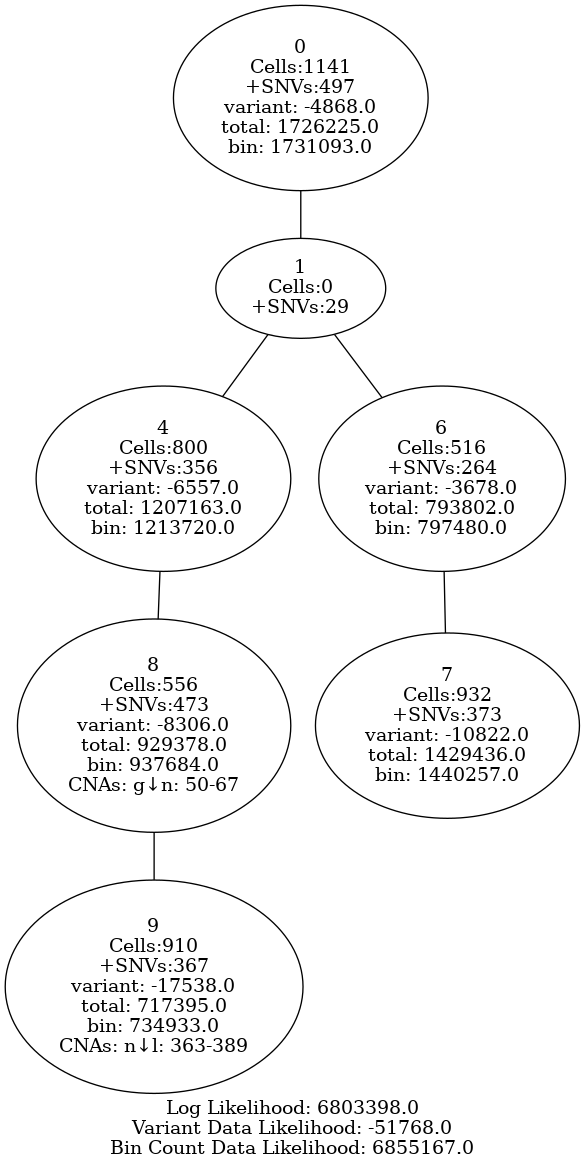 0
Cells:1141
+SNVs:497
variant: -4868.0
total: 1726225.0
bin: 1731093.0
1
Cells:0
+SNVs:29
4
Cells:800
+SNVs:356
variant: -6557.0
total: 1207163.0
bin: 1213720.0
6
Cells:516
+SNVs:264
variant: -3678.0
total: 793802.0
bin: 797480.0
8
Cells:556
+SNVs:473
variant: -8306.0
total: 929378.0
bin: 937684.0
CNAs: g↓n: 50-67
7
Cells:932
+SNVs:373
variant: -10822.0
total: 1429436.0
bin: 1440257.0
9
Cells:910
+SNVs:367
variant: -17538.0
total: 717395.0
bin: 734933.0
CNAs: n↓l: 363-389
Log Likelihood: 6803398.0
Variant Data Likelihood: -51768.0
Bin Count Data Likelihood: 6855167.0